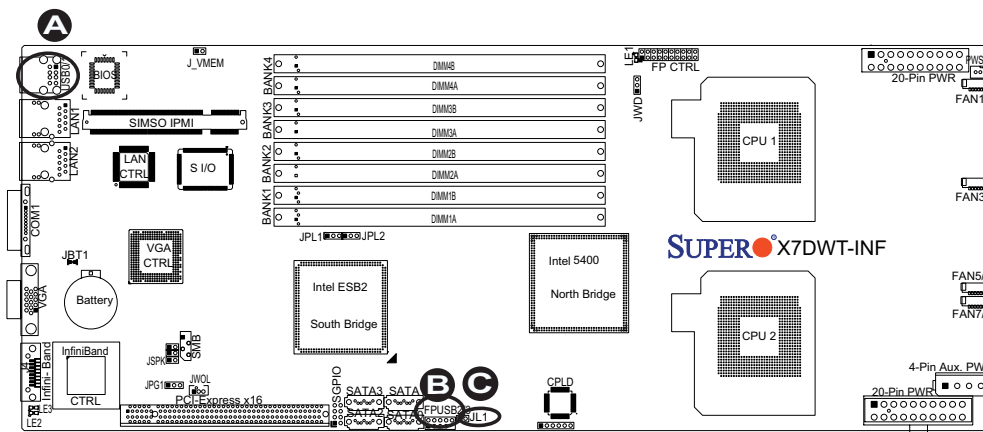 A
J_VMEM
USB0/
BIOS
LE1
FP CTRL
JWD
20-Pin PWR
PWS
FAN1
BANK4
DIMM4B
DIMM4A
BANK3
DIMM3B
DIMM3A
BANK2
DIMM2B
DIMM2A
BANK1
DIMM1B
DIMM1A
LAN1
SIMSO IPMI
LAN2
LAN
CTRL
S I/O
CPU 1
FAN3
COM1
VGA
CTRL
JPL1
JPL2
SUPER X7DWT-INF
JBT1
Battery
VGA
Intel ESB2
South Bridge
Intel 5400
North Bridge
FAN5/
FAN7/
CPU 2
SMB
JSPK
J4
Infini- Band
InfiniBand
CTRL
JPG1
JWOL
PCI-Express x16
LE3
LE2
SGPIO
SATA3
SATA2
SATA
B
FPUSB2
C
JL1
CPLD
4-Pin Aux. PW
20-Pin PWR